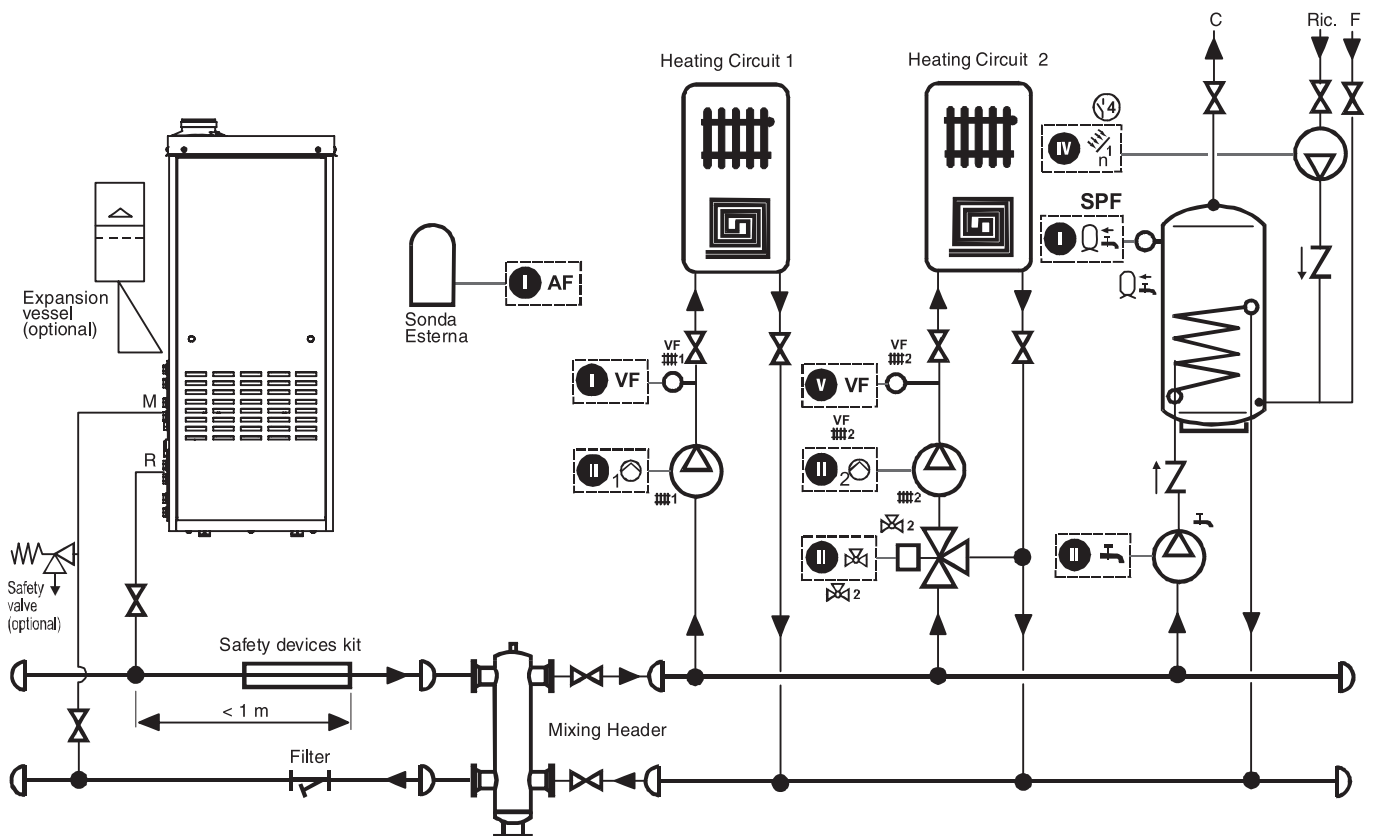 C
Ric. F
Heating Circuit 1
Heating Circuit 2
4
IV
n°1
SPF
I
Expansion
vessel
(optional)
I AF
Sonda
Esterna
VF
1
I VF
VF
2
V VF
VF
2
M
R
II 1
1
II 2
2
2
II
2
II
Safety
valve
(optional)
Safety devices kit
< 1 m
Mixing Header
Filter